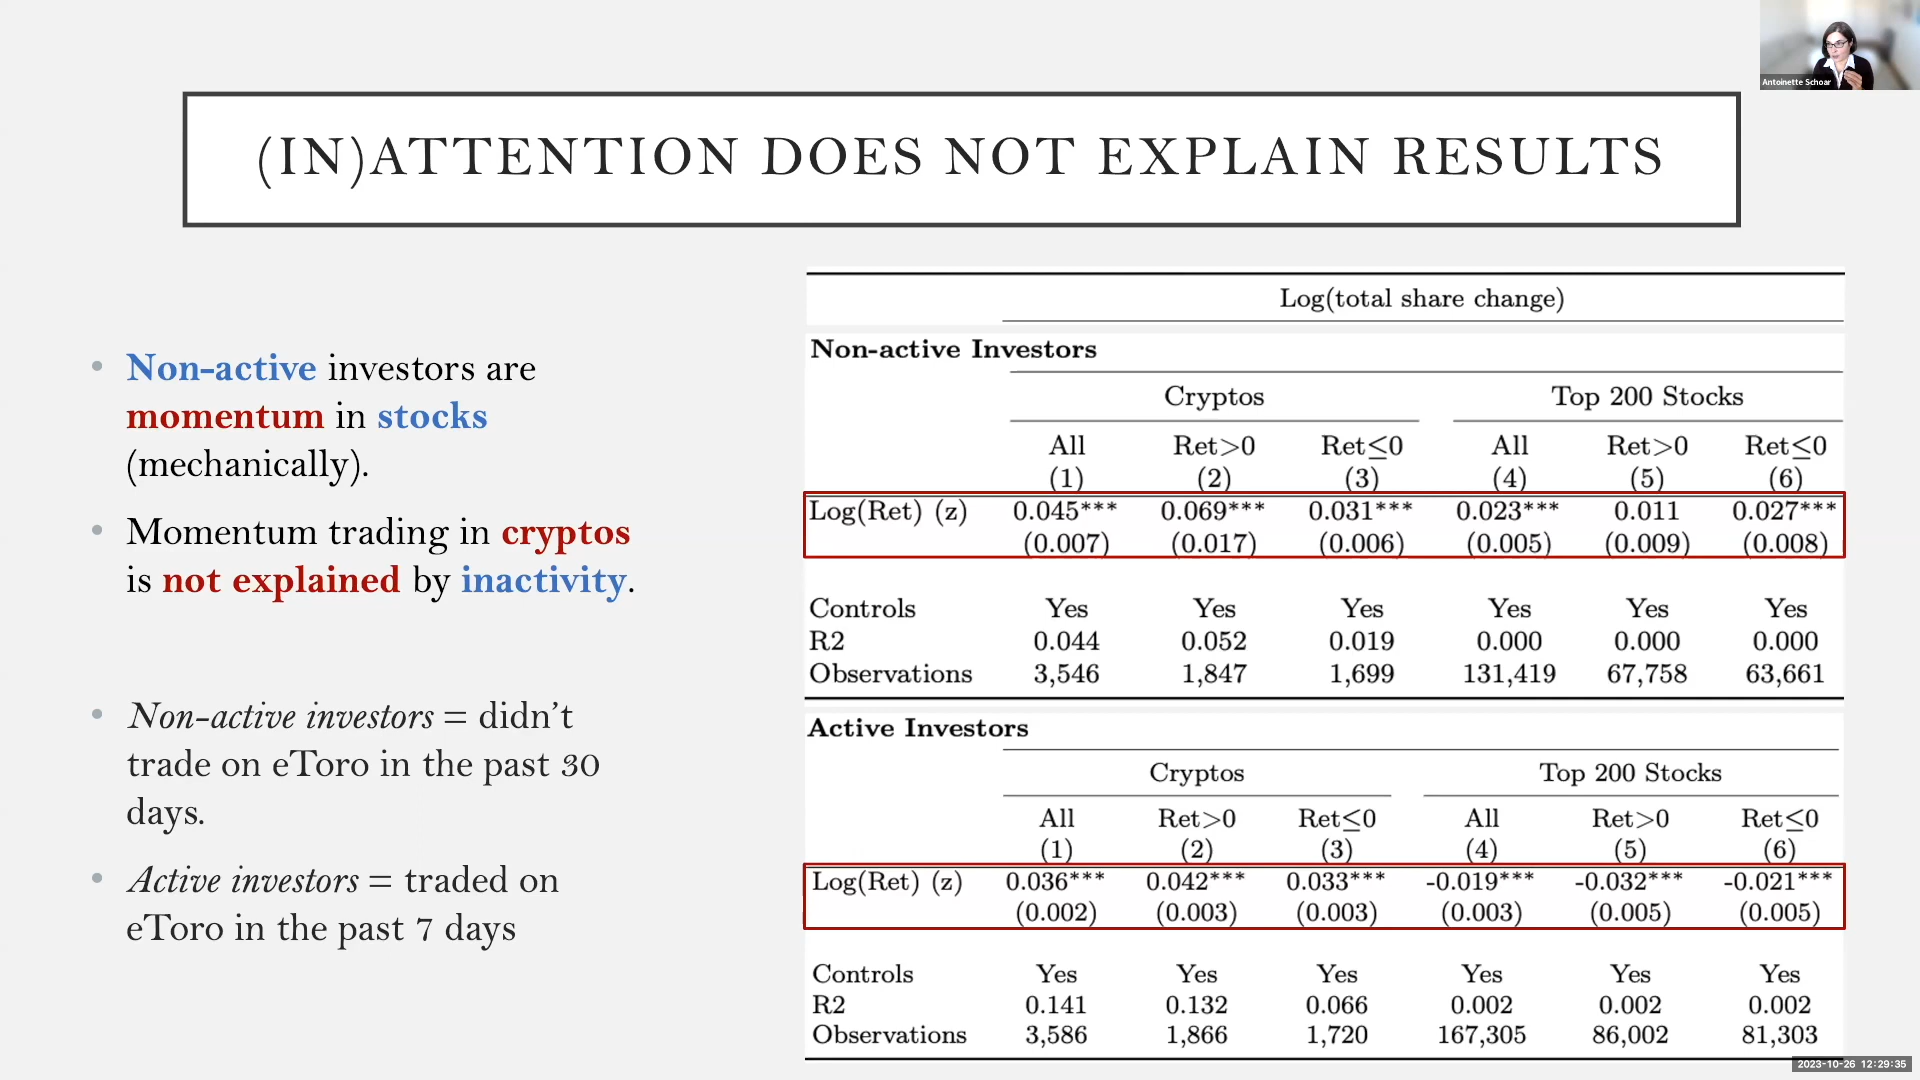 Antoinette Schoar
(IN)ATTENTION DOES NOT EXPLAIN RESULTS
• Non-active investors are
momentum in stocks
(mechanically).
• Momentum trading in cryptos
is not explained by inactivity.
• Non-active investors = didn’t
trade on eToro in the past 30
days.
• Active investors = traded on
eToro in the past 7 days
Log(total share change)
Non-active Investors
Cryptos Top 200 Stocks
All Ret>0 Ret≤0 All Ret>0 Ret≤0
(1) (2) (3) (4) (5) (6)
Log(Ret) (z) 0.045*** 0.069*** 0.031*** 0.023*** 0.011 0.027***
(0.007) (0.017) (0.006) (0.005) (0.009) (0.008)
Controls Yes Yes Yes Yes Yes Yes
R2 0.044 0.052 0.019 0.000 0.000 0.000
Observations 3,546 1,847 1,699 131,419 67,758 63,661
Active Investors
Cryptos Top 200 Stocks
All Ret>0 Ret≤0 All Ret>0 Ret≤0
(1) (2) (3) (4) (5) (6)
Log(Ret) (z) 0.036*** 0.042*** 0.033*** -0.019*** -0.032*** -0.021***
(0.002) (0.003) (0.003) (0.003) (0.005) (0.005)
Controls Yes Yes Yes Yes Yes Yes
R2 0.141 0.132 0.066 0.002 0.002 0.002
Observations 3,586 1,866 1,720 167,305 86,002 81,303
2023-10-26 12:29:35